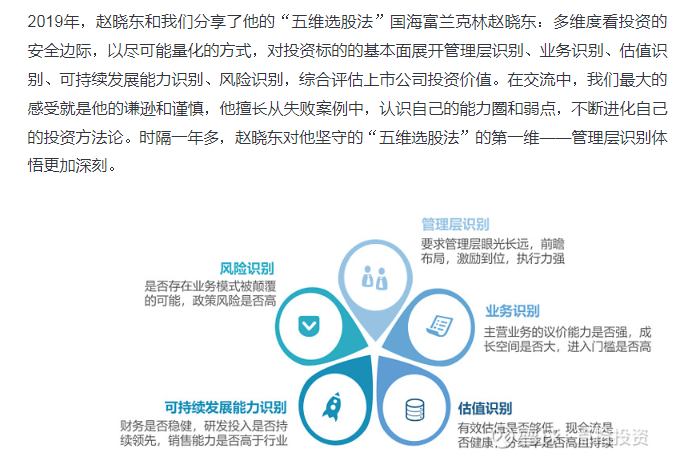 2019年，赵晓东和我们分享了他的“五维选股法”国海富兰克林赵晓东：多维度看投资的
安全边际，以尽可能量化的方式，对投资标的的基本面展开管理层识别、业务识别、估值识
别、可持续发展能力识别、风险识别，综合评估上市公司投资价值。在交流中，我们最大的
感受就是他的谦逊和谨慎，他擅长从失败案例中，认识自己的能力圈和弱点，不断进化自己
的投资方法论。时隔一年多，赵晓东对他坚守的“五维选股法”的第一维——管理层识别体
悟更加深刻。
管理层识别
要求管理层眼光长远，前瞻
布局，激励到位，执行力强
风险识别
是否存在业务模式被颠覆
的可能，政策风险是否高
业务识别
主营业务的议价能力是否强，成
长空间是否大，进入门槛是否高
可持续发展能力识别
财务是否稳健，研发投入是否持
续领先，销售能力是否高于行业
估值识别
有效估值是否够低，现金流是
否健康，分红率是否高且持续
投资